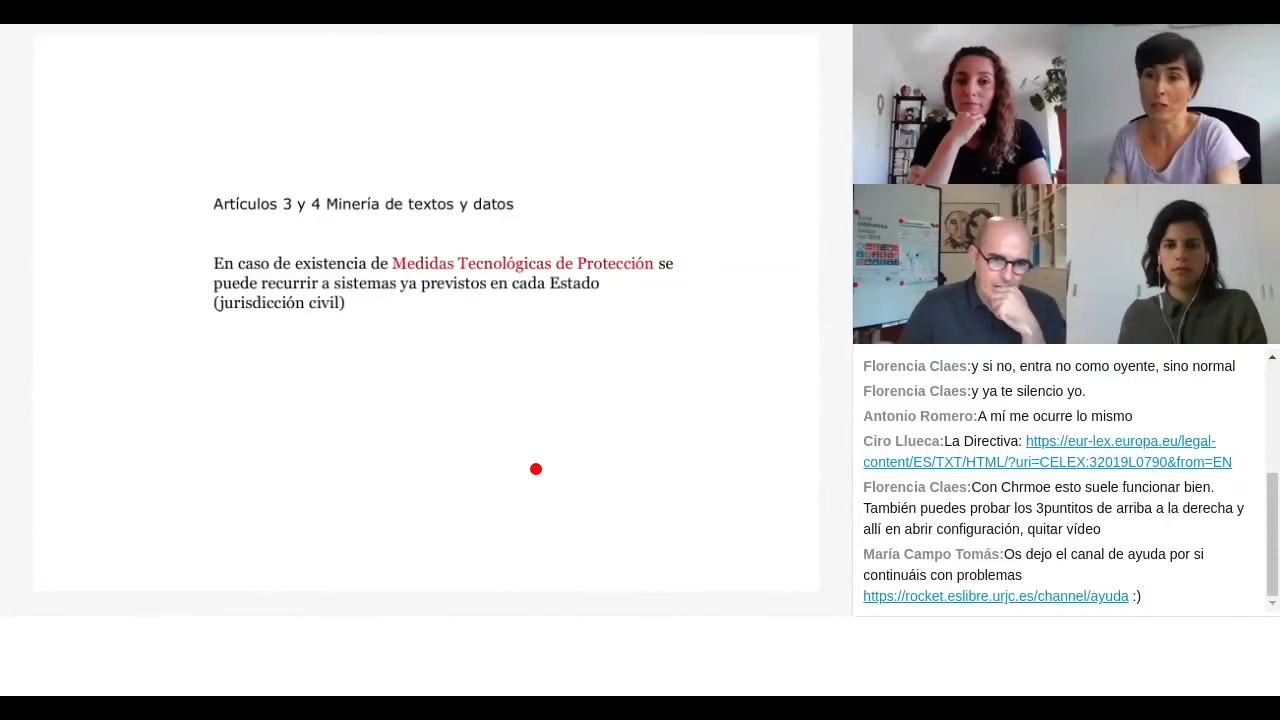 Artículos 3 y 4 Minería de textos y datos
En caso de existencia de Medidas Tecnológicas de Protección se
puede recurrir a sistemas ya previstos en cada Estado
(jurisdicción civil)
Florencia Claes:y si no, entra no como oyente, sino normal
Florencia Claes:y ya te silencio yo.
Antonio Romero:A mí me ocurre lo mismo
Ciro Llueca:La Directiva: https://eur-lex.europa.eu/legal-
content/ES/TXT/HTML/?uri=CELEX:32019L0790&from=EN
Florencia Claes:Con Chrmoe esto suele funcionar bien.
También puedes probar los 3puntitos de arriba a la derecha y
allí en abrir configuración, quitar vídeo
María Campo Tomás:Os dejo el canal de ayuda por si
continuáis con problemas
https://rocket.eslibre.urjc.es/channel/ayuda :)